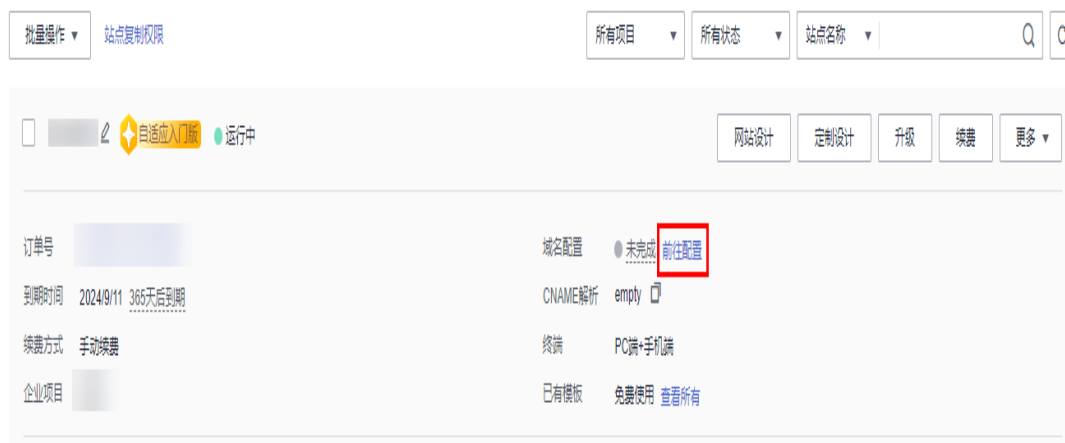 批量操作 站点复制权限 所有项目 所有状态 站点名称
自适应入门版 运行中 网站设计 定制设计 升级 续费 更多
订单号 域名配置 未完成 前往配置
到期时间 2024/9/11 365天后到期 CNAME解析 empty
续费方式 手动续费 终端 PC端+手机端
企业项目 已有模板 免费使用 查看所有